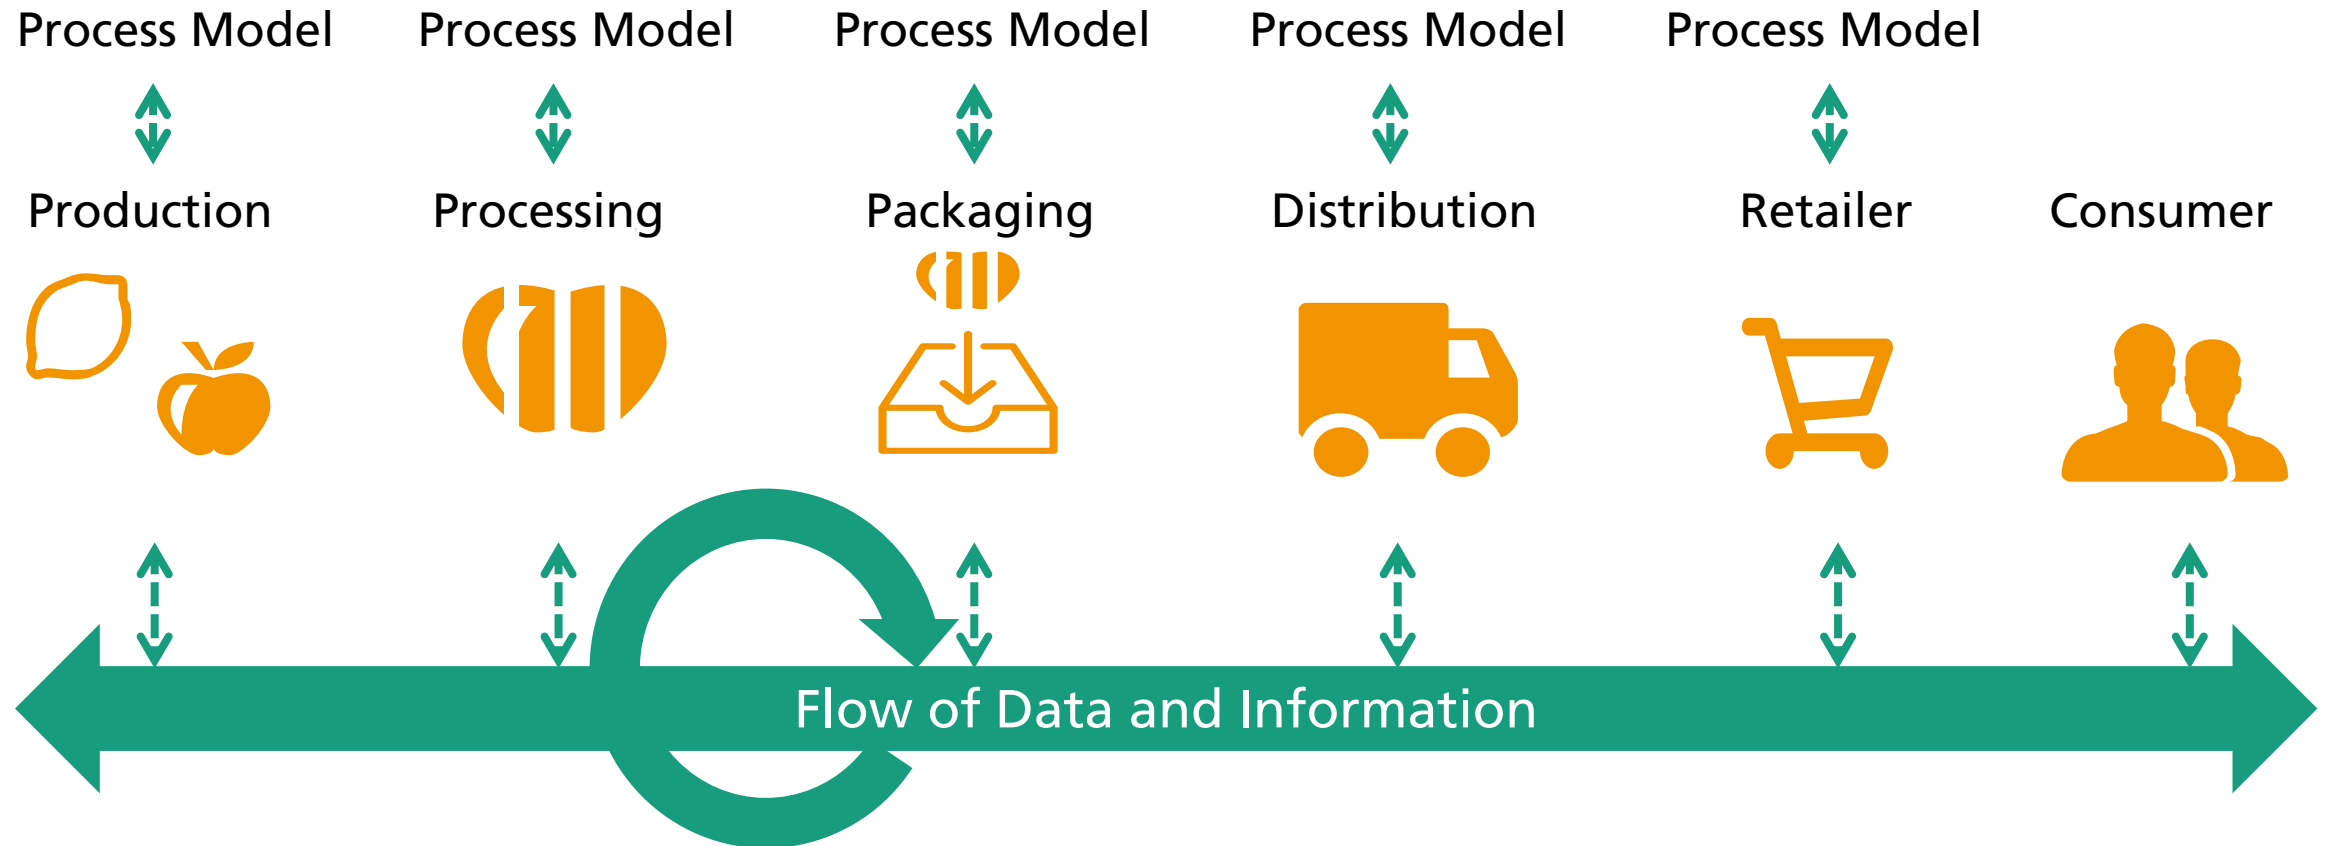 Process Model Process Model Process Model Process Model Process Model
Production Processing Packaging Distribution Retailer Consumer
Flow of Data and Information